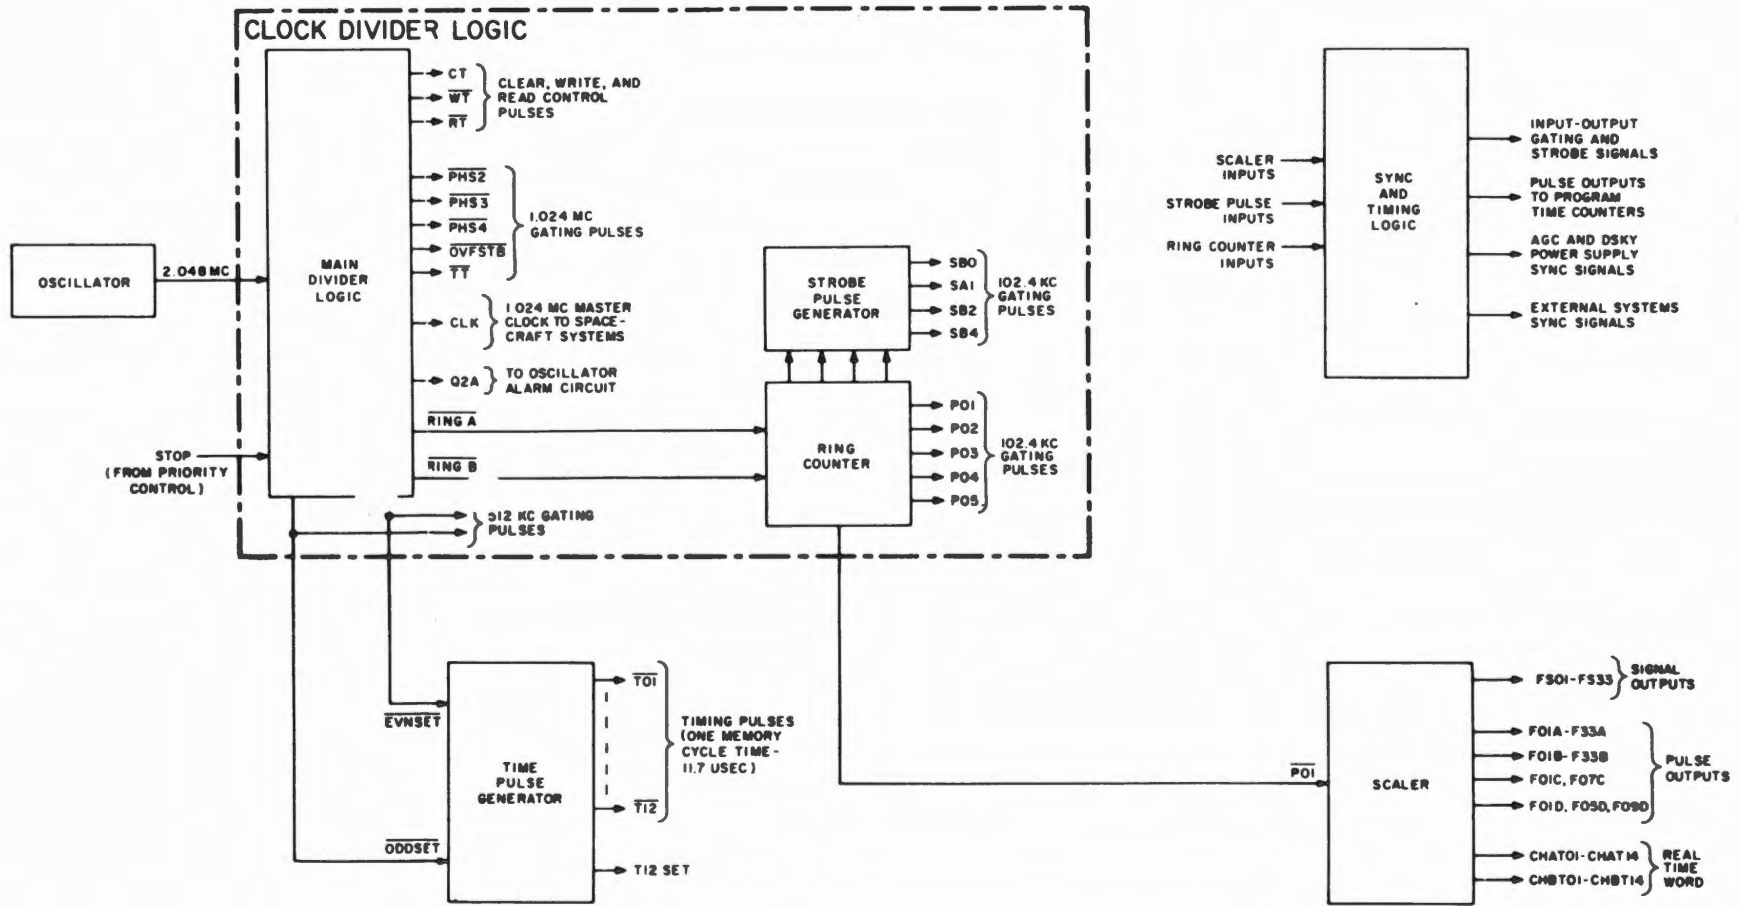 CLOCK DIVIDER LOGIC
OSCILLATOR
2.048 MC
STOP
(FROM PRIORITY
CONTROL)
MAIN
DIVIDER
LOGIC
CT
WT
RT
CLEAR, WRITE, AND
READ CONTROL
PULSES
PHS2
PHS3
PHS4
OVFSTB
TT
1.024 MC
GATING PULSES
CLK
1.024 MC MASTER
CLOCK TO SPACE-
CRAFT SYSTEMS
Q2A
TO OSCILLATOR
ALARM CIRCUIT
RING A
RING B
512 KC GATING
PULSES
STROBE
PULSE
GENERATOR
SB0
SA1
SB2
SB4
102.4 KC
GATING
PULSES
RING
COUNTER
P01
P02
P03
P04
P05
102.4 KC
GATING
PULSES
SCALER
INPUTS
STROBE PULSE
INPUTS
RING COUNTER
INPUTS
SYNC
AND
TIMING
LOGIC
INPUT-OUTPUT
GATING AND
STROBE SIGNALS
PULSE OUTPUTS
TO PROGRAM
TIME COUNTERS
AGC AND DSKY
POWER SUPPLY
SYNC SIGNALS
EXTERNAL SYSTEMS
SYNC SIGNALS
EVNSET
ODDSET
TIME
PULSE
GENERATOR
T01
T12
TIMING PULSES
(ONE MEMORY
CYCLE TIME-
11.7 USEC)
T12 SET
P01
SCALER
FS01-FS33
SIGNAL
OUTPUTS
F01A-F33A
F01B-F33B
F01C, F07C
F01D, F05D, F09D
PULSE
OUTPUTS
CHAT01-CHAT14
CHBT01-CHBT14
REAL
TIME
WORD